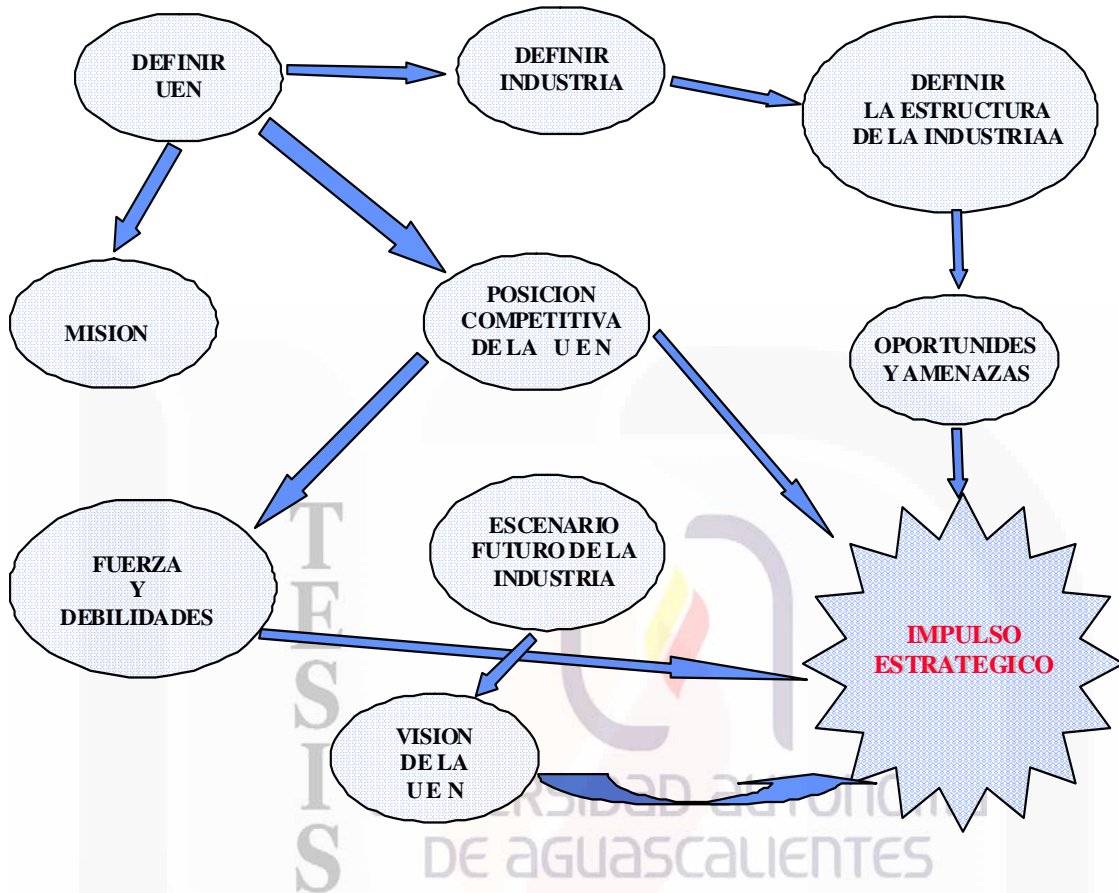 DEFINIR
UEN
DEFINIR
INDUSTRIA
DEFINIR
LA ESTRUCTURA
DE LA INDUSTRIAA
MISION
POSICION
COMPETITIVA
DE LA U E N
OPORTUNIDES
Y AMENAZAS
FUERZA
Y
DEBILIDADES
ESCENARIO
FUTURO DE LA
INDUSTRIA
IMPULSO
ESTRATEGICO
VISION
DE LA
U E N
TESIS
DE AGUASCALIENTES